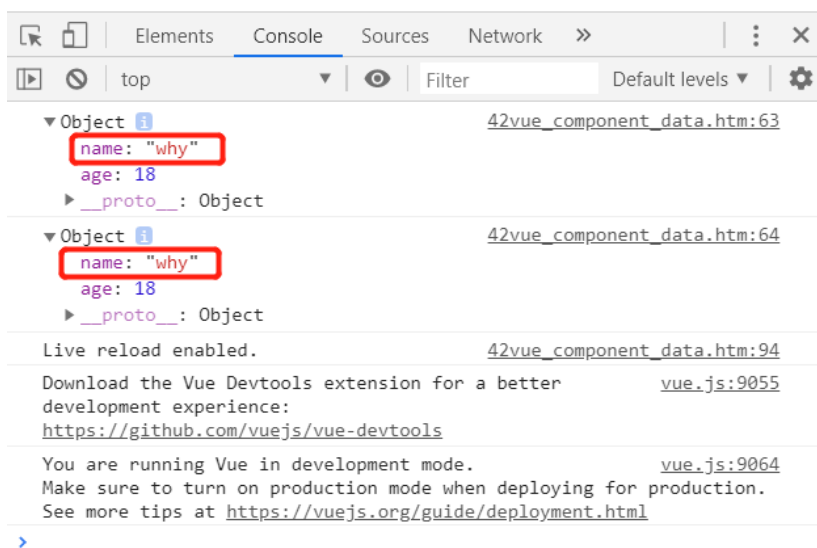 Elements Console Sources Network »
top Filter Default levels ▼
▼Object i 42vue_component_data.htm:63
name: "why"
age: 18
▶__proto__: Object
▼Object i 42vue_component_data.htm:64
name: "why"
age: 18
▶__proto__: Object
Live reload enabled. 42vue_component_data.htm:94
Download the Vue Devtools extension for a better vue.js:9055
development experience:
https://github.com/vuejs/vue-devtools
You are running Vue in development mode. vue.js:9064
Make sure to turn on production mode when deploying for production.
See more tips at https://vuejs.org/guide/deployment.html
>